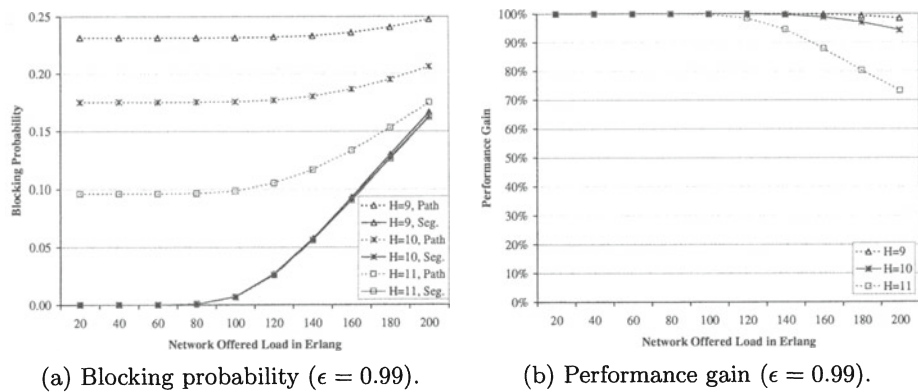 0.25
0.20
0.15
0.10
0.05
0.00
Blocking Probability
H=9, Path
H=9, Seg.
H=10, Path
H=10, Seg.
H=11, Path
H=11, Seg.
20 40 60 80 100 120 140 160 180 200
Network Offered Load in Erlang
(a) Blocking probability (ϵ = 0.99).
100%
90%
80%
70%
60%
50%
40%
30%
20%
10%
0%
Performance Gain
H=9
H=10
H=11
20 40 60 80 100 120 140 160 180 200
Network Offered Load in Erlang
(b) Performance gain (ϵ = 0.99).